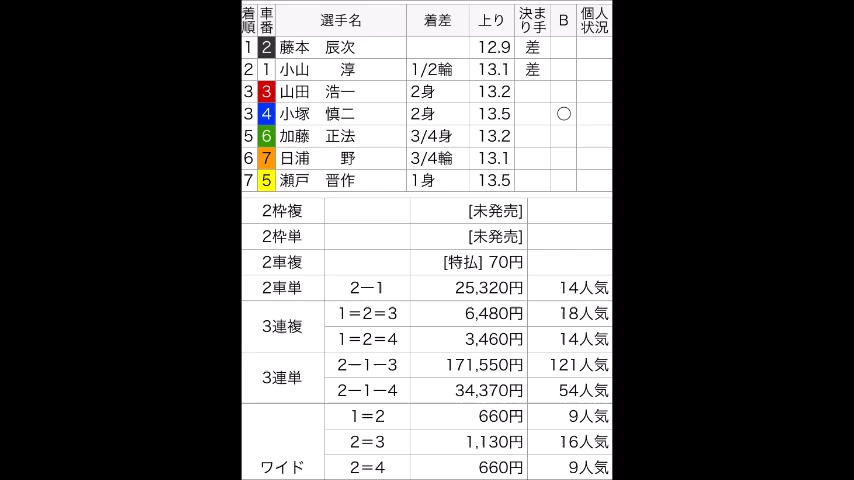 着順 車番 選手名 着差 上り 決まり手 B 個人状況
1 2 藤本 辰次 12.9 差
2 1 小山 淳 1/2輪 13.1 差
3 3 山田 浩一 2身 13.2
3 4 小塚 慎二 2身 13.5 ○
5 6 加藤 正法 3/4身 13.2
6 7 日浦 野 3/4輪 13.1
7 5 瀬戸 晋作 1身 13.5
2枠複 [未発売]
2枠単 [未発売]
2車複 [特払] 70円
2車単 2ー1 25,320円 14人気
3連複 1=2=3 6,480円 18人気
1=2=4 3,460円 14人気
3連単 2ー1ー3 171,550円 121人気
2ー1ー4 34,370円 54人気
ワイド 1=2 660円 9人気
2=3 1,130円 16人気
2=4 660円 9人気